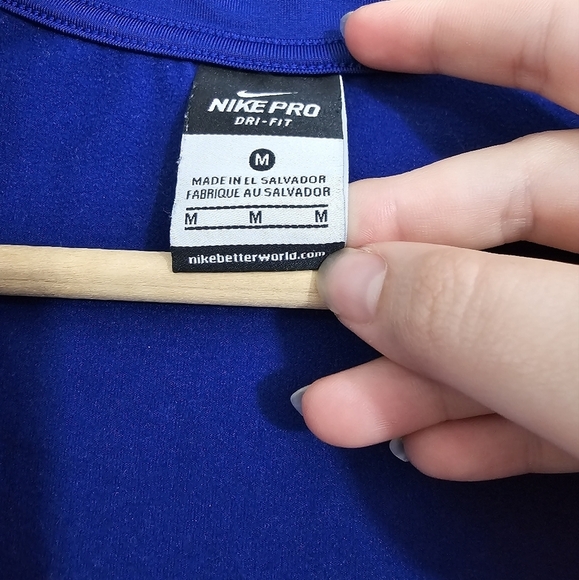 NIKE PRO
DRI-FIT
M
MADE IN EL SALVADOR
FABRIQUE AU SALVADOR
M M M
nikebetterworld.com